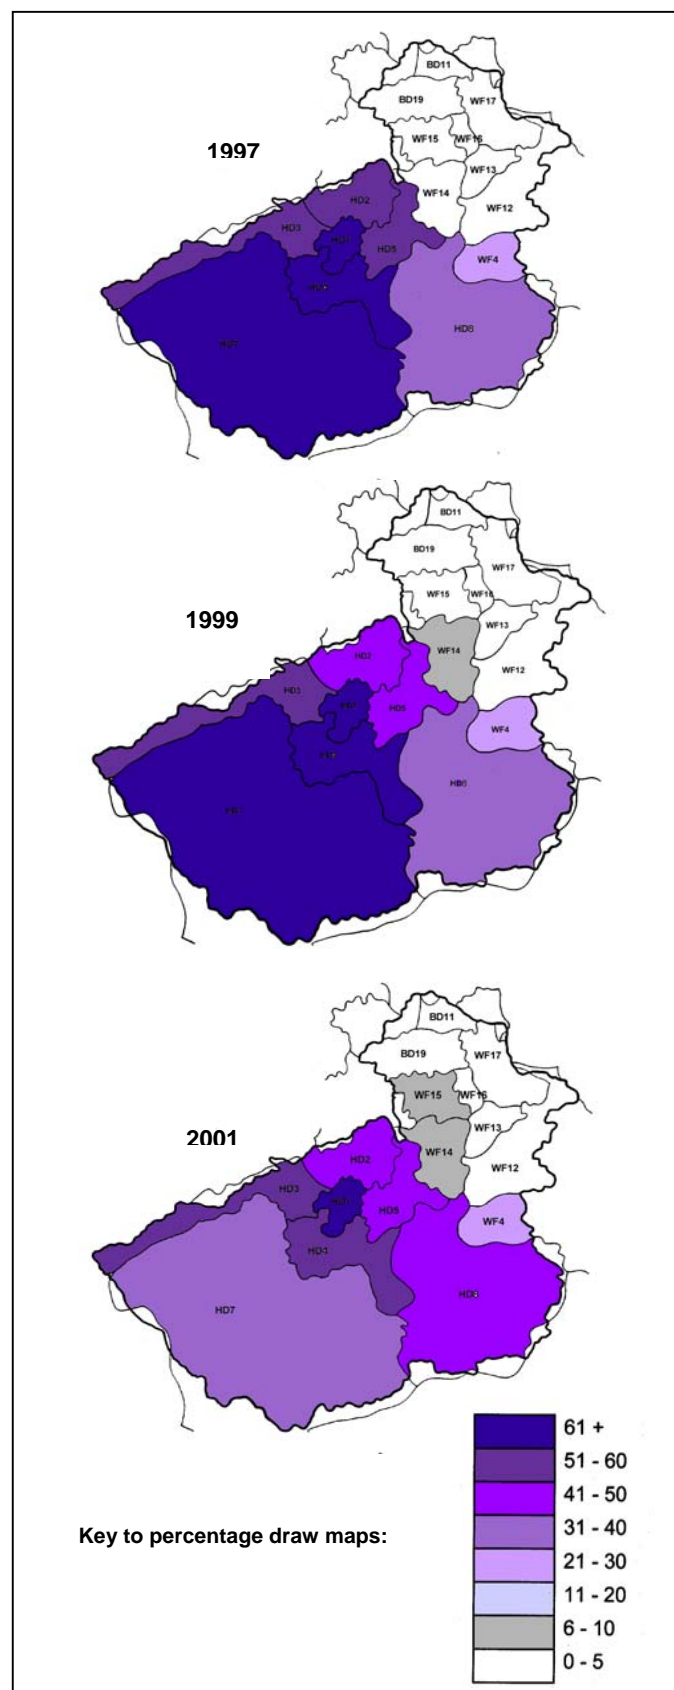 BD11
BD19
WF17
WF15
WF16
1997
WF13
HD2
WF14
WF12
HD3
HD1
HD5
WF4
HD4
HD8
HD7
BD11
BD19
WF17
WF15
WF16
1999
WF13
WF14
HD2
WF12
HD3
HD5
WF4
BD11
BD19
WF17
WF15
WF16
2001
WF13
WF14
HD2
WF12
HD3
HD5
WF4
HD4
HD8
HD7
61 +
51 - 60
41 - 50
Key to percentage draw maps:
31 - 40
21 - 30
11 - 20
6 - 10
0 - 5